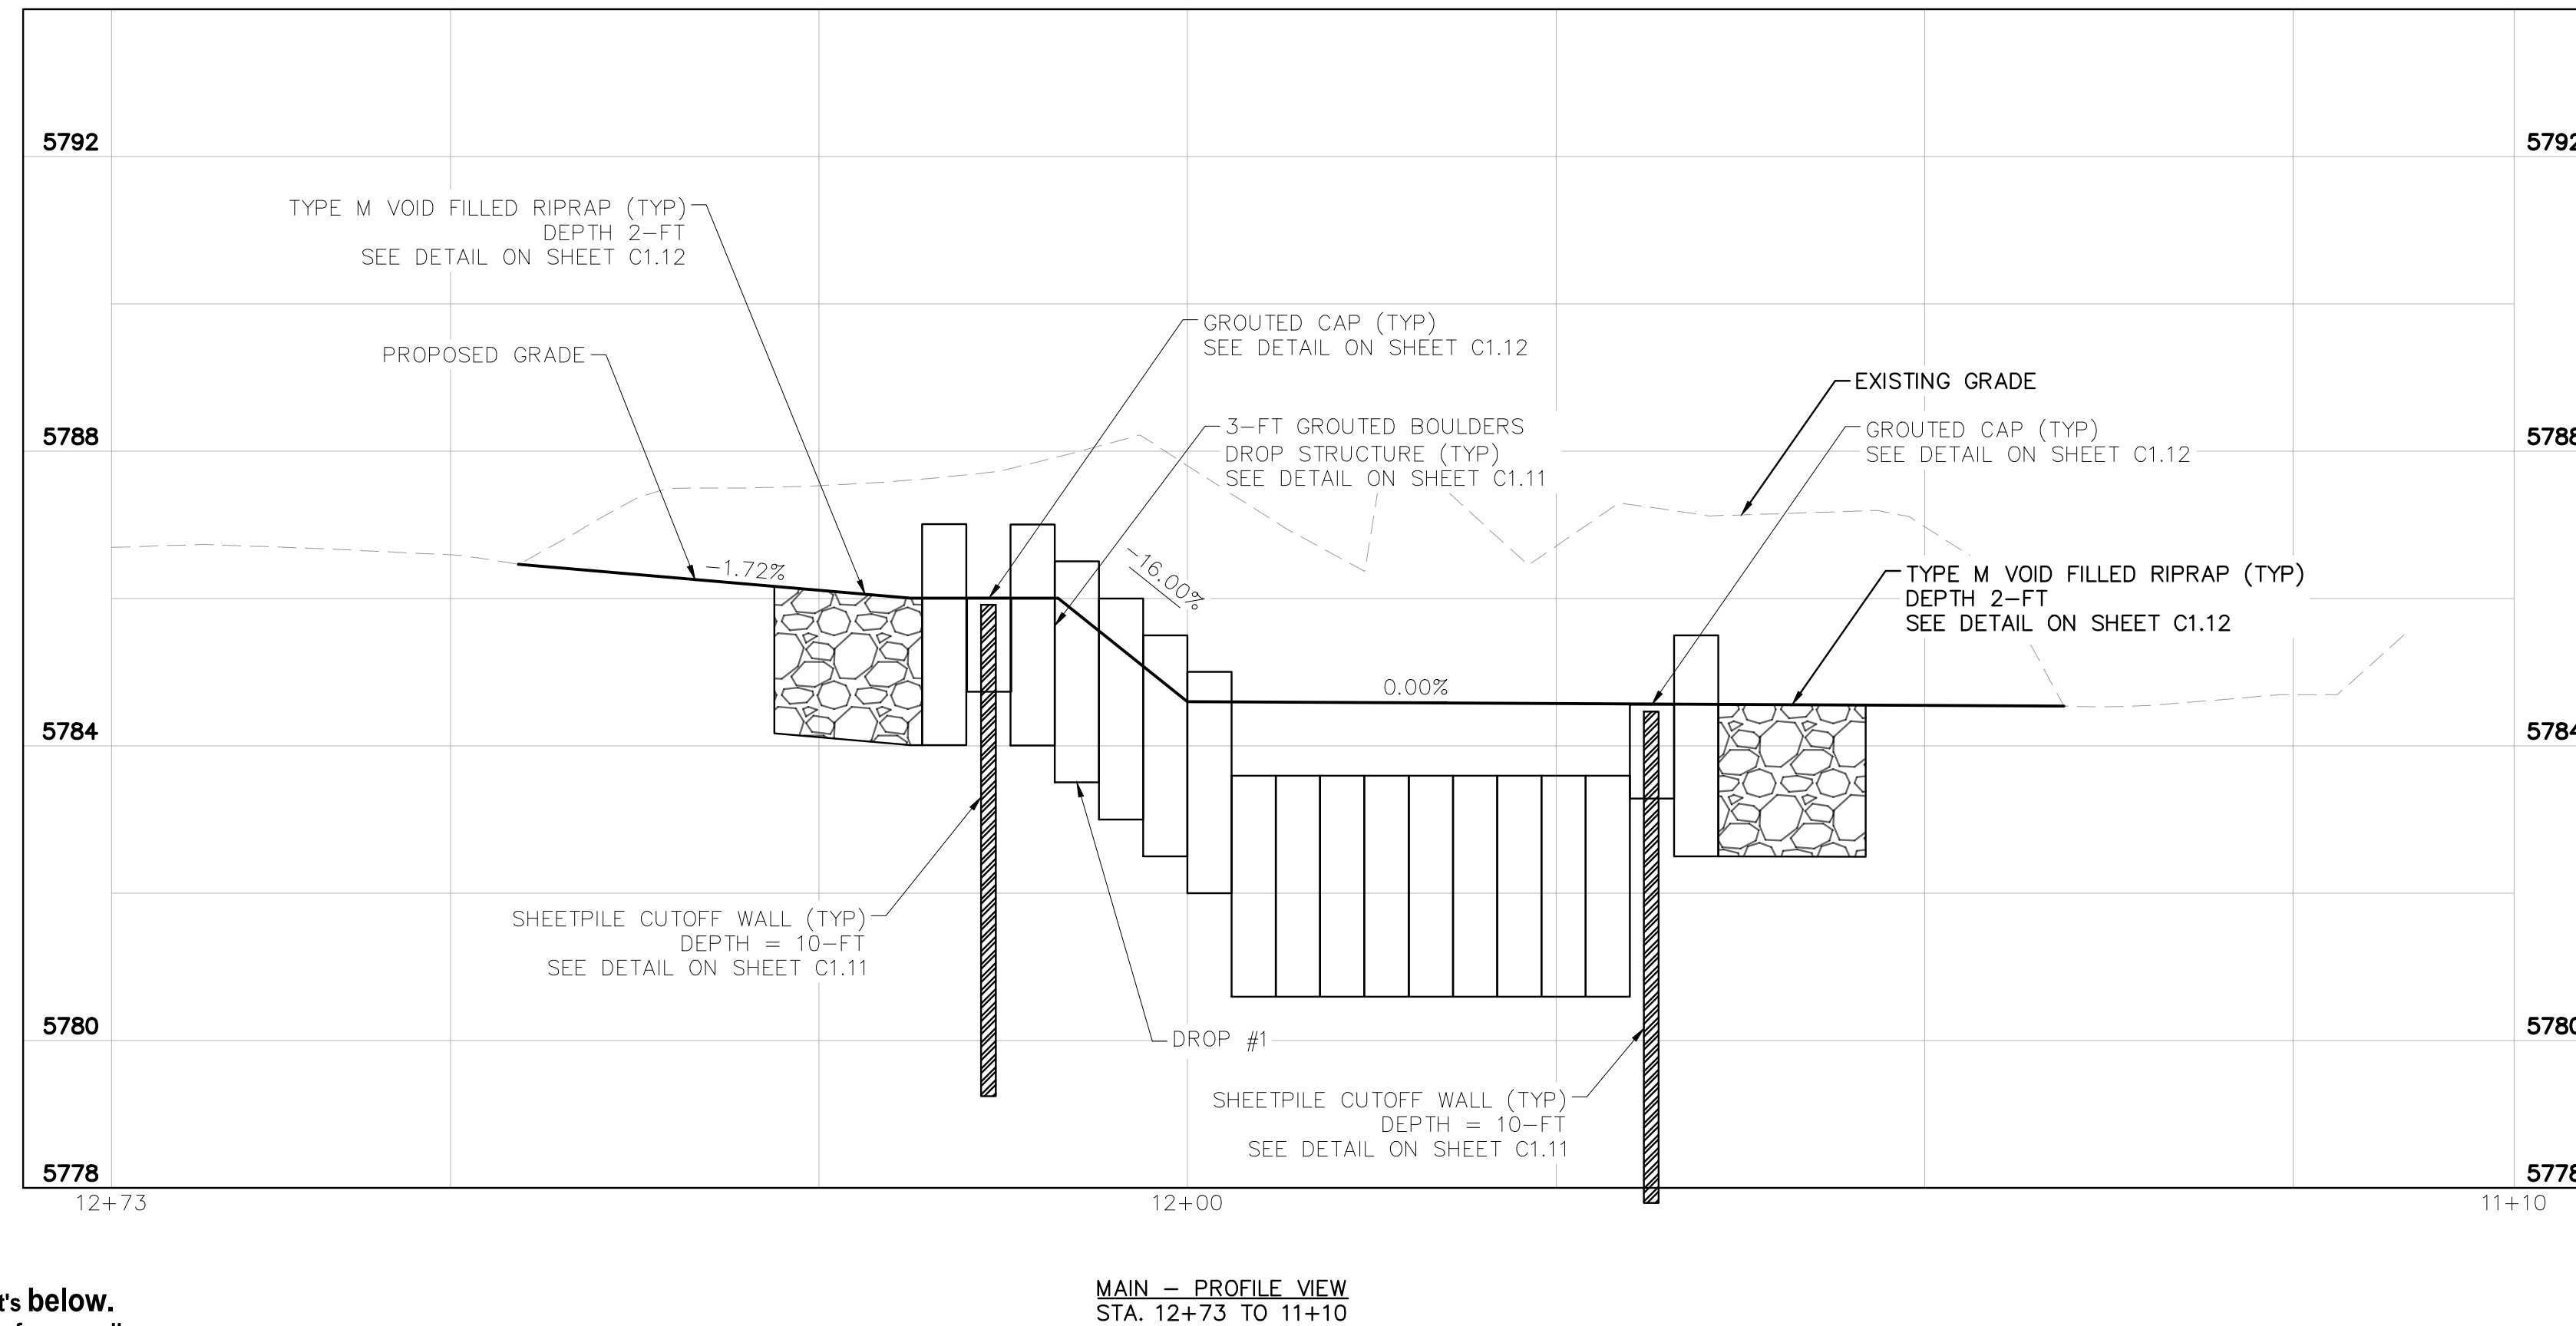 5792
5792
TYPE M VOID FILLED RIPRAP (TYP)
DEPTH 2-FT
SEE DETAIL ON SHEET C1.12
GROUTED CAP (TYP)
SEE DETAIL ON SHEET C1.12
PROPOSED GRADE
EXISTING GRADE
5788
3-FT GROUTED BOULDERS
DROP STRUCTURE (TYP)
SEE DETAIL ON SHEET C1.11
GROUTED CAP (TYP)
SEE DETAIL ON SHEET C1.12
5788
-1.72%
-16.00%
TYPE M VOID FILLED RIPRAP (TYP)
DEPTH 2-FT
SEE DETAIL ON SHEET C1.12
0.00%
5784
5784
SHEETPILE CUTOFF WALL (TYP)
DEPTH = 10-FT
SEE DETAIL ON SHEET C1.11
5780
DROP #1
5780
SHEETPILE CUTOFF WALL (TYP)
DEPTH = 10-FT
SEE DETAIL ON SHEET C1.11
5778
5778
12+73
12+00
11+10
MAIN - PROFILE VIEW
STA. 12+73 TO 11+10
t's below.